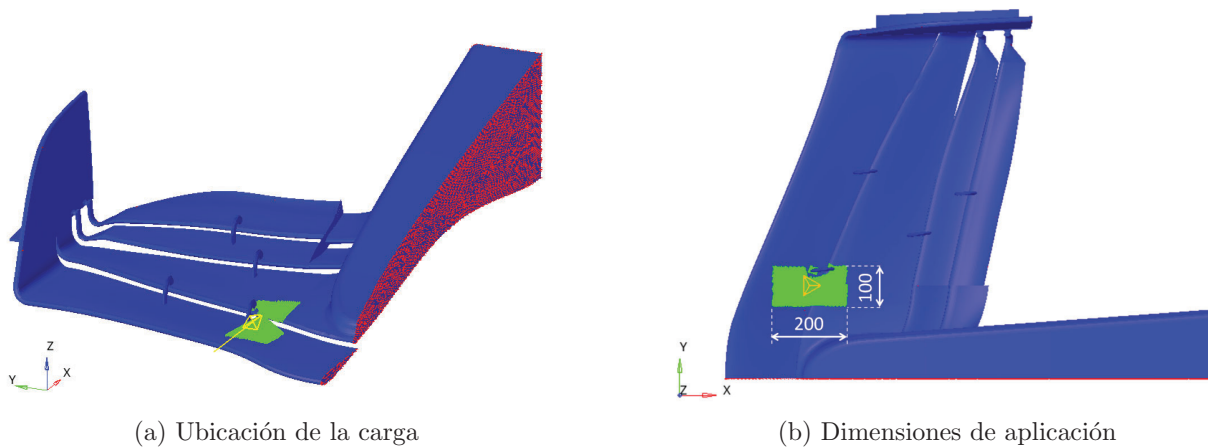 Z
Y
X
100
200
Y
Z
X
(a) Ubicación de la carga
(b) Dimensiones de aplicación